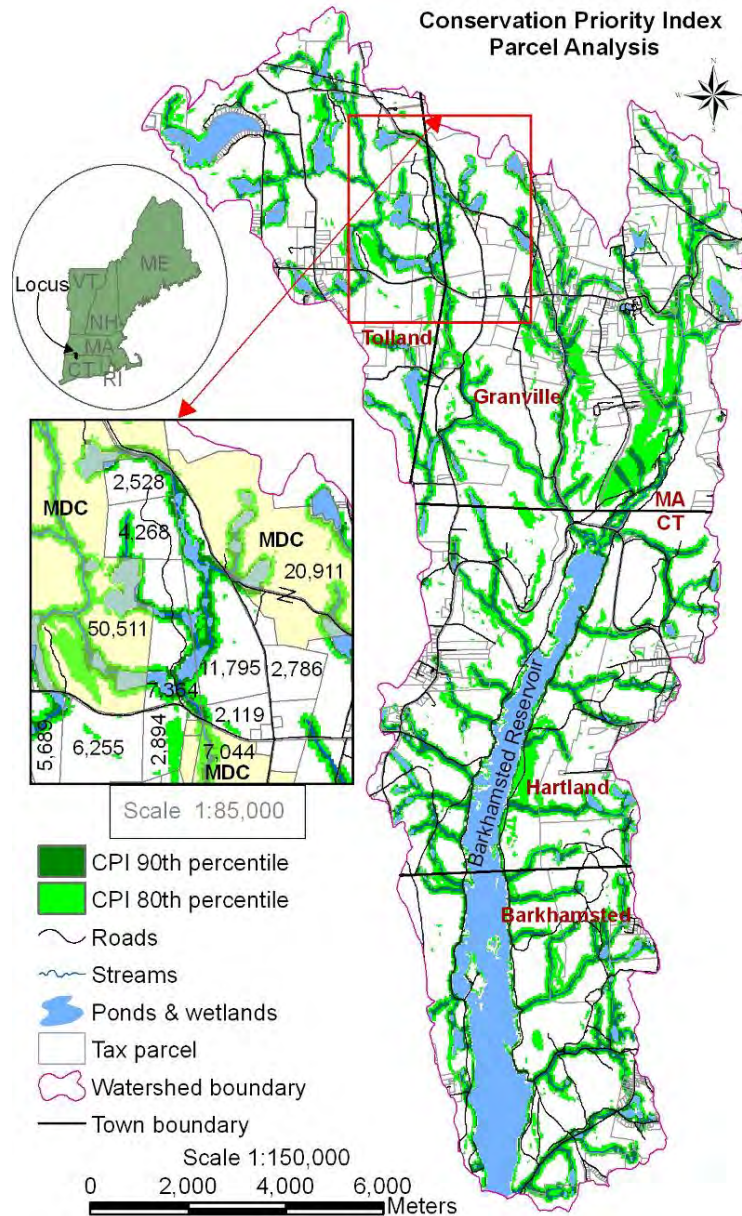 Conservation Priority Index
Parcel Analysis
N
W
E
S
Locus
ME
VT
NH
MA
CT
RI
Tolland
Granville
MA
CT
2,528
MDC
4,268
MDC
20,911
50,511
11,795
2,786
7,354
2,119
5,689
6,255
2,894
7,044
MDC
Scale 1:85,000
Barkhamsted Reservoir
Hartland
Barkhamsted
CPI 90th percentile
CPI 80th percentile
Roads
Streams
Ponds & wetlands
Tax parcel
Watershed boundary
Town boundary
Scale 1:150,000
0 2,000 4,000 6,000
Meters